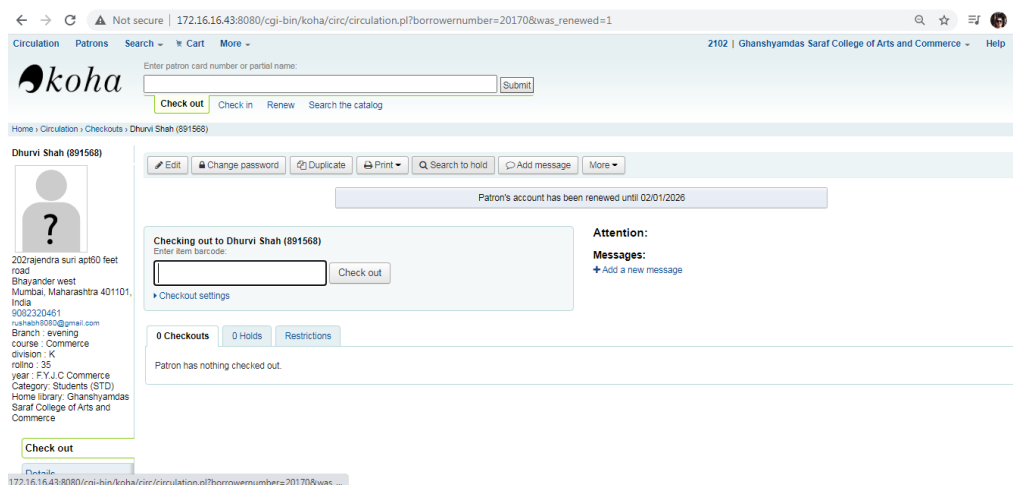 Not secure | 172.16.16.43:8080/cgi-bin/koha/circ/circulation.pl?borrowernumber=20170&was_renewed=1
Circulation Patrons Search Cart More 2102 | Ghanshyamdas Saraf College of Arts and Commerce Help
koha
Enter patron card number or partial name:
Submit
Check out Check in Renew Search the catalog
Home › Circulation › Checkouts › Dhurvi Shah (891568)
Dhurvi Shah (891568)
?
202rajendra suri apt60 feet
road
Bhayander west
Mumbai, Maharashtra 401101,
India
9082320461
rushabh8080@gmail.com
Branch : evening
course : Commerce
division : K
rollno : 35
year : F.Y.J.C Commerce
Category: Students (STD)
Home library: Ghanshyamdas
Saraf College of Arts and
Commerce
Check out
Details
Edit Change password Duplicate Print Search to hold Add message More
Patron's account has been renewed until 02/01/2026
Checking out to Dhurvi Shah (891568)
Enter item barcode:
Check out
Checkout settings
Attention:
Messages:
+ Add a new message
0 Checkouts 0 Holds Restrictions
Patron has nothing checked out.
172.16.16.43:8080/cgi-bin/koha/circ/circulation.pl?borrowernumber=20170&was ...